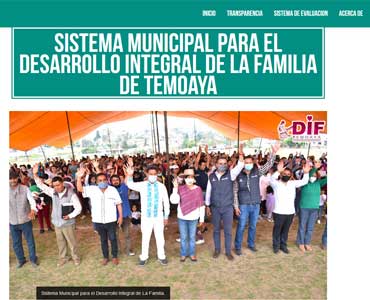 INICIO TRANSPARENCIA SISTEMA DE EVALUACION ACERCA DE
SISTEMA MUNICIPAL PARA EL
DESARROLLO INTEGRAL DE LA FAMILIA
DE TEMOAYA
DIF
TEMOAYA
Sistema Municipal para el Desarrollo Integral de La Familia.